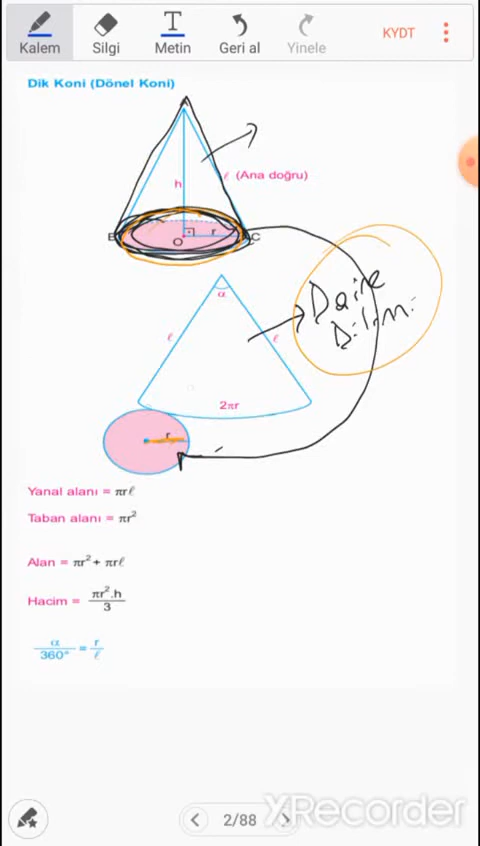 Kalem Silgi Metin Geri al Yinele KYDT
Dik Koni (Dönel Koni)
h
ℓ (Ana doğru)
B O r C
α
Daire
Dilimi
ℓ ℓ
2πr
r
Yanal alanı = πrℓ
Taban alanı = πr²
Alan = πr² + πrℓ
Hacim = πr².h / 3
α / 360° = r / ℓ
2/88
XRecorder